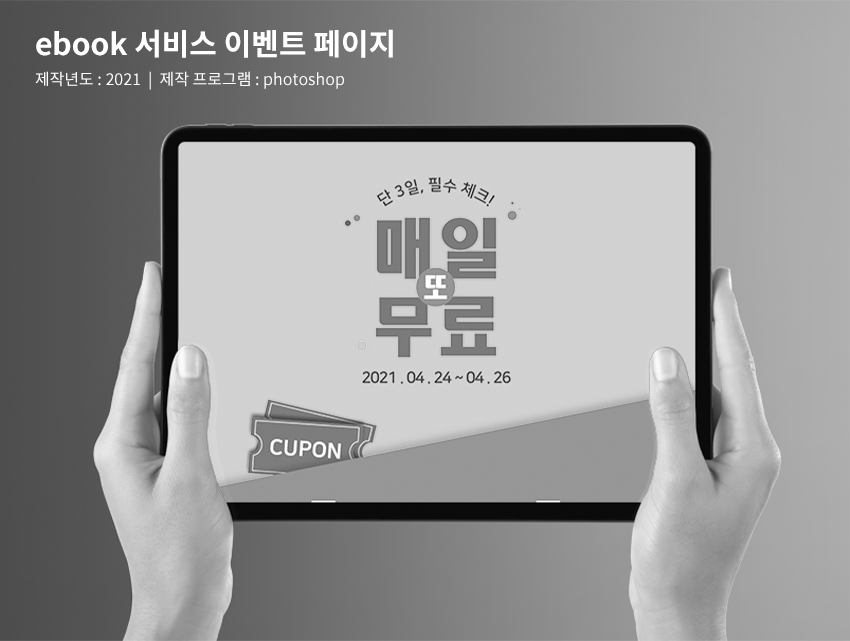 ebook 서비스 이벤트 페이지
제작년도 : 2021 | 제작 프로그램 : photoshop
단 3일, 필수 체크!
매일
또
무료
2021 . 04 . 24 ~ 04 . 26
CUPON